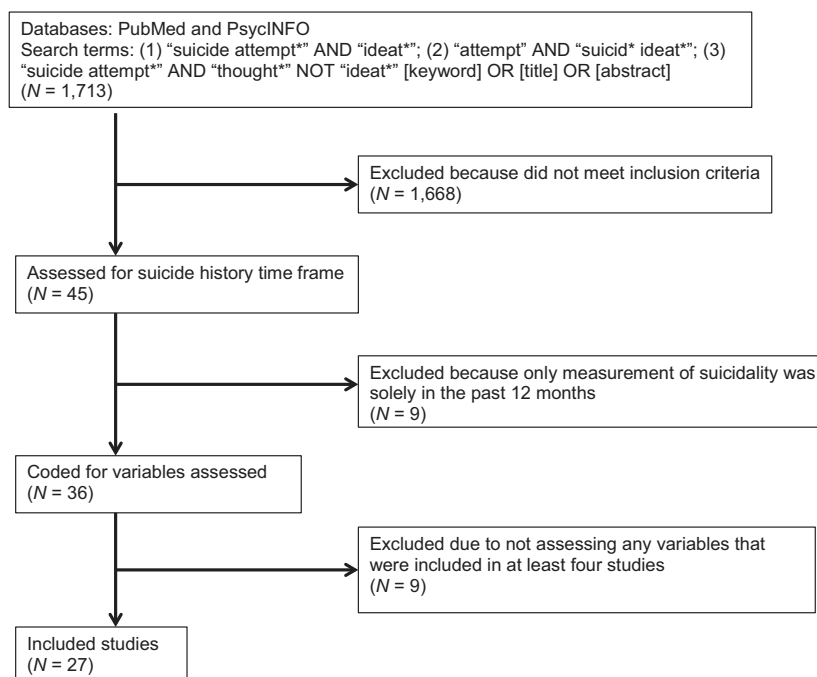 Databases: PubMed and PsycINFO
Search terms: (1) “suicide attempt*” AND “ideat*”; (2) “attempt” AND “suicid* ideat*”; (3)
“suicide attempt*” AND “thought*” NOT “ideat*” [keyword] OR [title] OR [abstract]
(N = 1,713)
Excluded because did not meet inclusion criteria
(N = 1,668)
Assessed for suicide history time frame
(N = 45)
Excluded because only measurement of suicidality was
solely in the past 12 months
(N = 9)
Coded for variables assessed
(N = 36)
Excluded due to not assessing any variables that
were included in at least four studies
(N = 9)
Included studies
(N = 27)